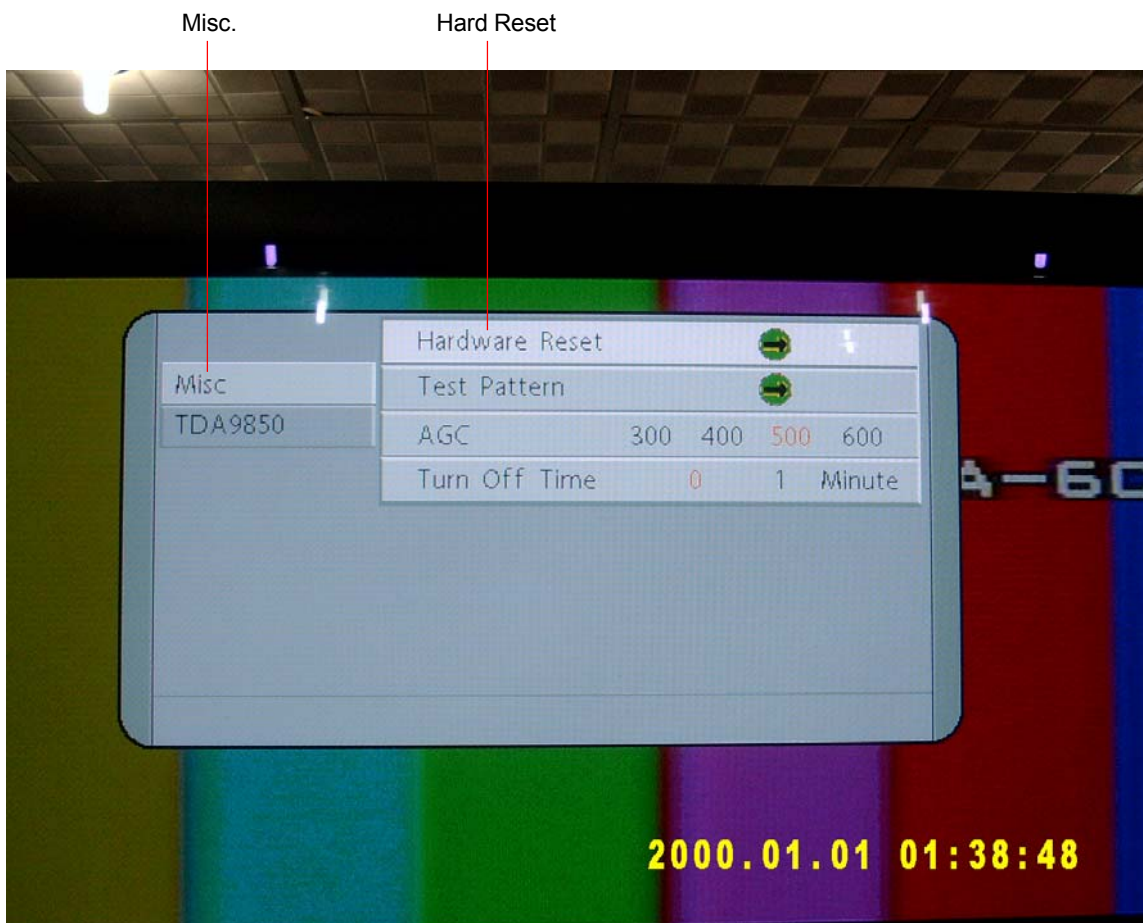 Misc. Hard Reset
Hardware Reset
Misc Test Pattern
TDA9850 AGC 300 400 500 600
Turn Off Time 0 1 Minute
A-6C
2000.01.01 01:38:48